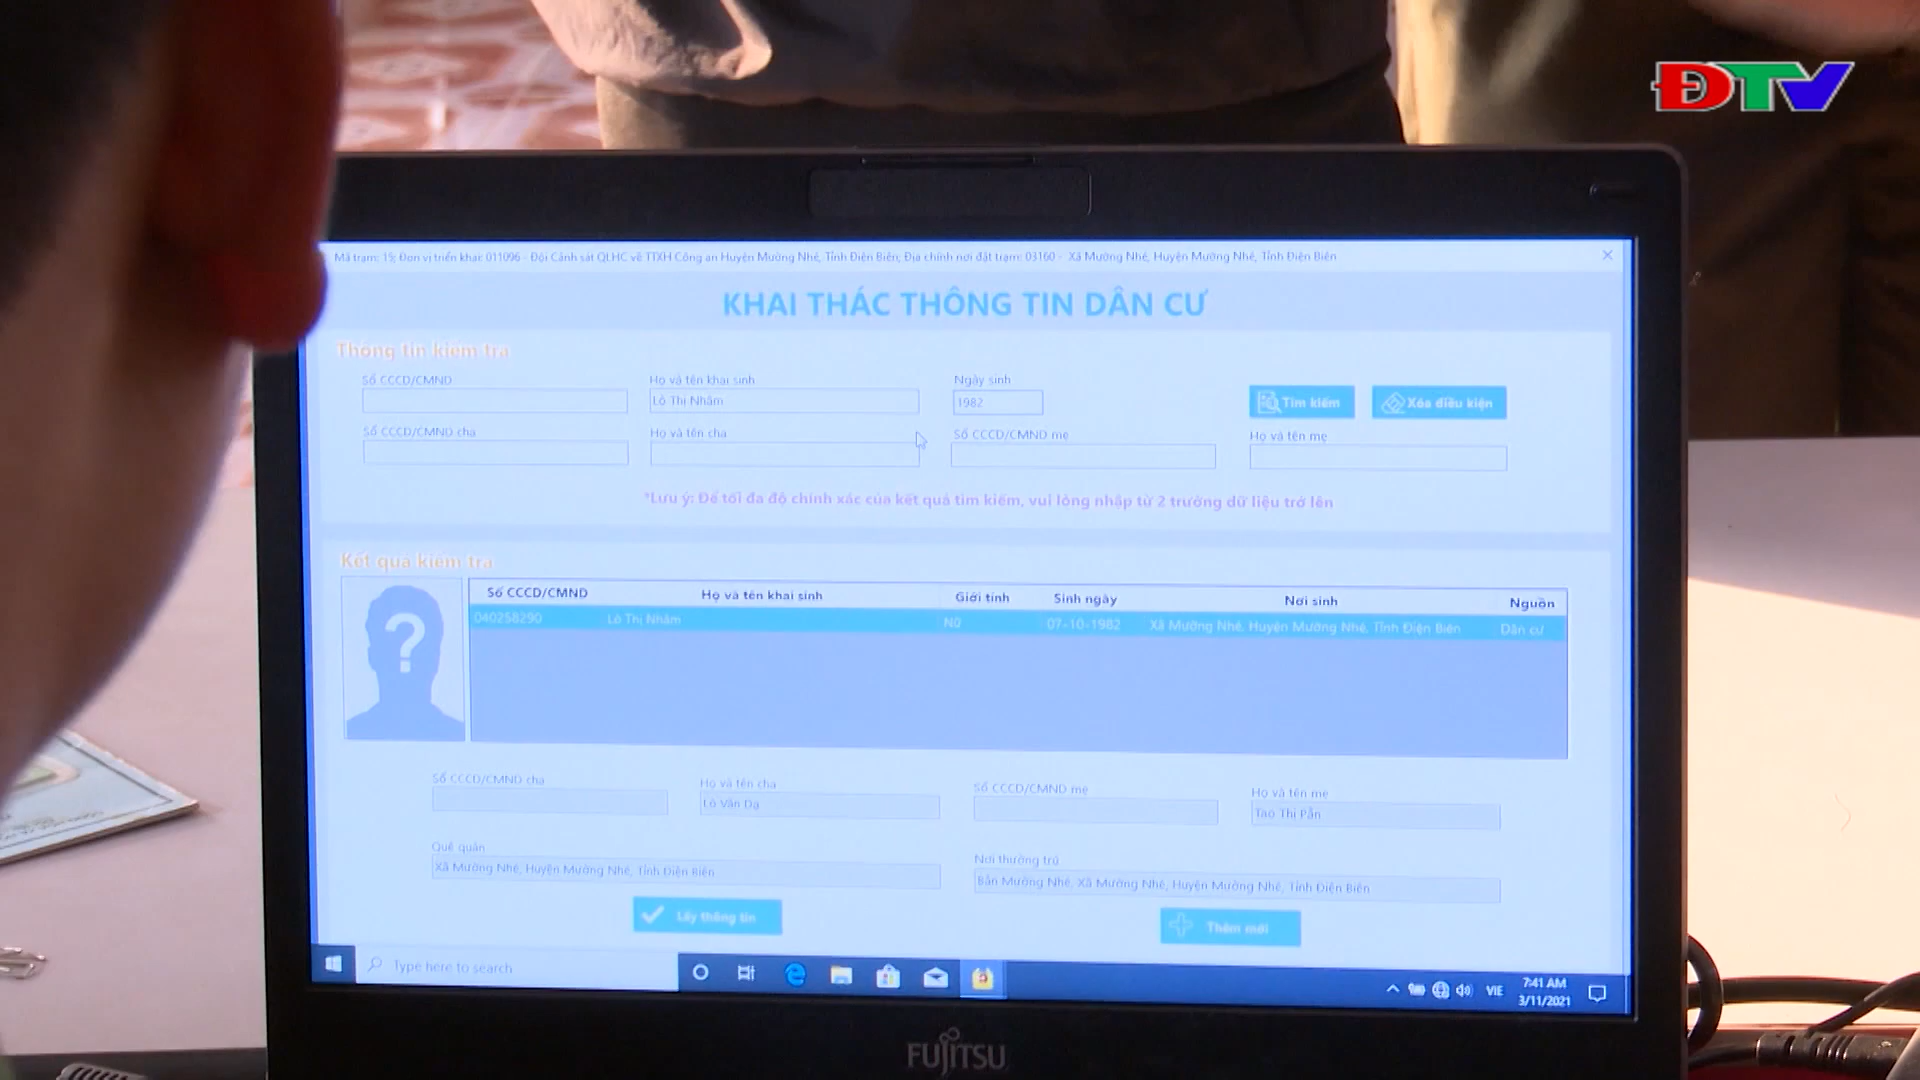 ĐTV
Mã trạm: 19; Đơn vị triển khai: 011096 - Đội Cảnh sát QLHC về TTXH Công an Huyện Mường Nhé, Tỉnh Điện Biên; Địa chính nơi đặt trạm: 03160 - Xã Mường Nhé, Huyện Mường Nhé, Tỉnh Điện Biên
KHAI THÁC THÔNG TIN DÂN CƯ
Thông tin kiểm tra
Số CCCD/CMND Họ và tên khai sinh Ngày sinh
Lò Thị Nhâm 1982 Tìm kiếm Xóa điều kiện
Số CCCD/CMND cha Họ và tên cha Số CCCD/CMND mẹ Họ và tên mẹ
*Lưu ý: Để tối đa độ chính xác của kết quả tìm kiếm, vui lòng nhập từ 2 trường dữ liệu trở lên
Kết quả kiểm tra
Số CCCD/CMND Họ và tên khai sinh Giới tính Sinh ngày Nơi sinh Nguồn
040258290 Lò Thị Nhâm Nữ 07-10-1982 Xã Mường Nhé, Huyện Mường Nhé, Tỉnh Điện Biên Dân cư
Số CCCD/CMND cha Họ và tên cha Số CCCD/CMND mẹ Họ và tên mẹ
Lò Văn Dạ Tao Thị Pẳn
Quê quán Nơi thường trú
Xã Mường Nhé, Huyện Mường Nhé, Tỉnh Điện Biên Bản Mường Nhé, Xã Mường Nhé, Huyện Mường Nhé, Tỉnh Điện Biên
Lấy thông tin Thêm mới
Type here to search
VIE 7:41 AM
3/11/2021
FUJITSU